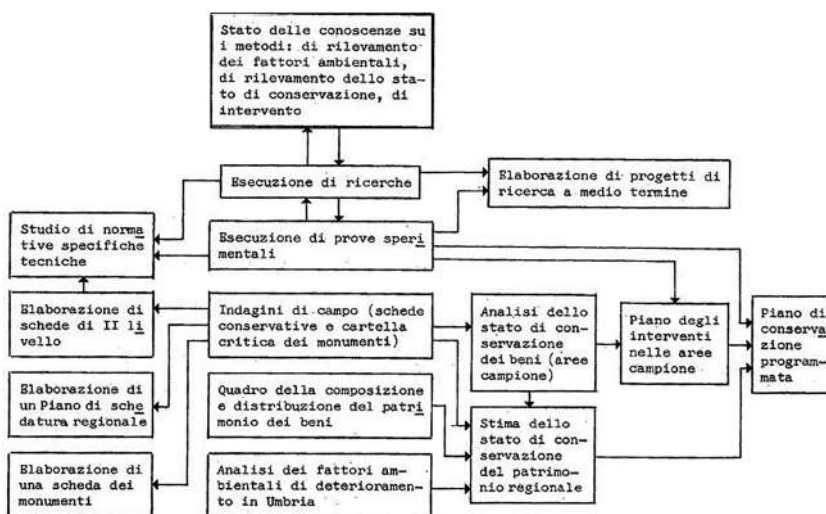 Stato delle conoscenze su
i metodi: di rilevamento
dei fattori ambientali,
di rilevamento dello sta-
to di conservazione, di
intervento
Esecuzione di ricerche
Elaborazione di progetti di
ricerca a medio termine
Studio di norma
tive specifiche
tecniche
Esecuzione di prove speri
mentali
Elaborazione di
schede di II li
vello
Indagini di campo (schede
conservative e cartella
critica dei monumenti)
Analisi dello
stato di con-
servazione
dei beni (aree
campione)
Piano degli
interventi
nelle aree
campione
Piano di
conserva
zione
program-
mata
Elaborazione di
un Piano di sche
datura regionale
Quadro della composizione
e distribuzione del patri
monio dei beni
Stima dello
stato di con-
servazione
del patrimo-
nio regionale
Elaborazione di
una scheda dei
monumenti
Analisi dei fattori am-
bientali di deterioramen-
to in Umbria